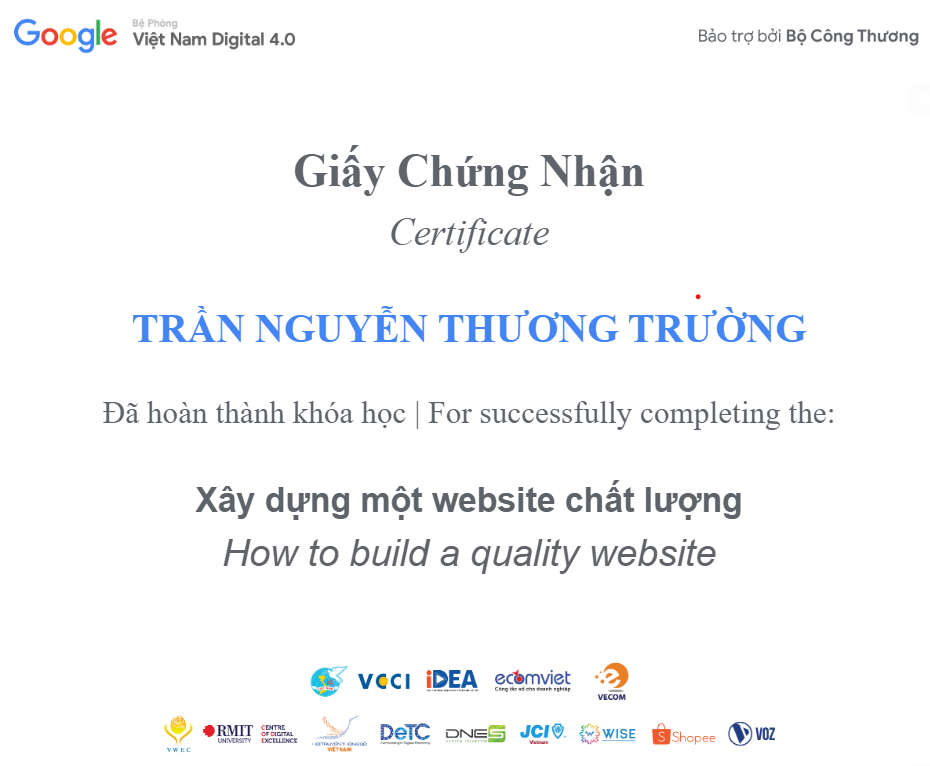 Google
Bệ Phóng
Việt Nam Digital 4.0
Bảo trợ bởi Bộ Công Thương
Giấy Chứng Nhận
Certificate
TRẦN NGUYỄN THƯƠNG TRƯỜNG
Đã hoàn thành khóa học | For successfully completing the:
Xây dựng một website chất lượng
How to build a quality website
VCCI
iDEA
ecomviet
Công tác số cho doanh nghiệp
VECOM
VWEC
RMIT
UNIVERSITY
CENTRE
OF DIGITAL
EXCELLENCE
VIETNAM
DeTC
DNES
JCI
Vietnam
WISE
Shopee
VOZ